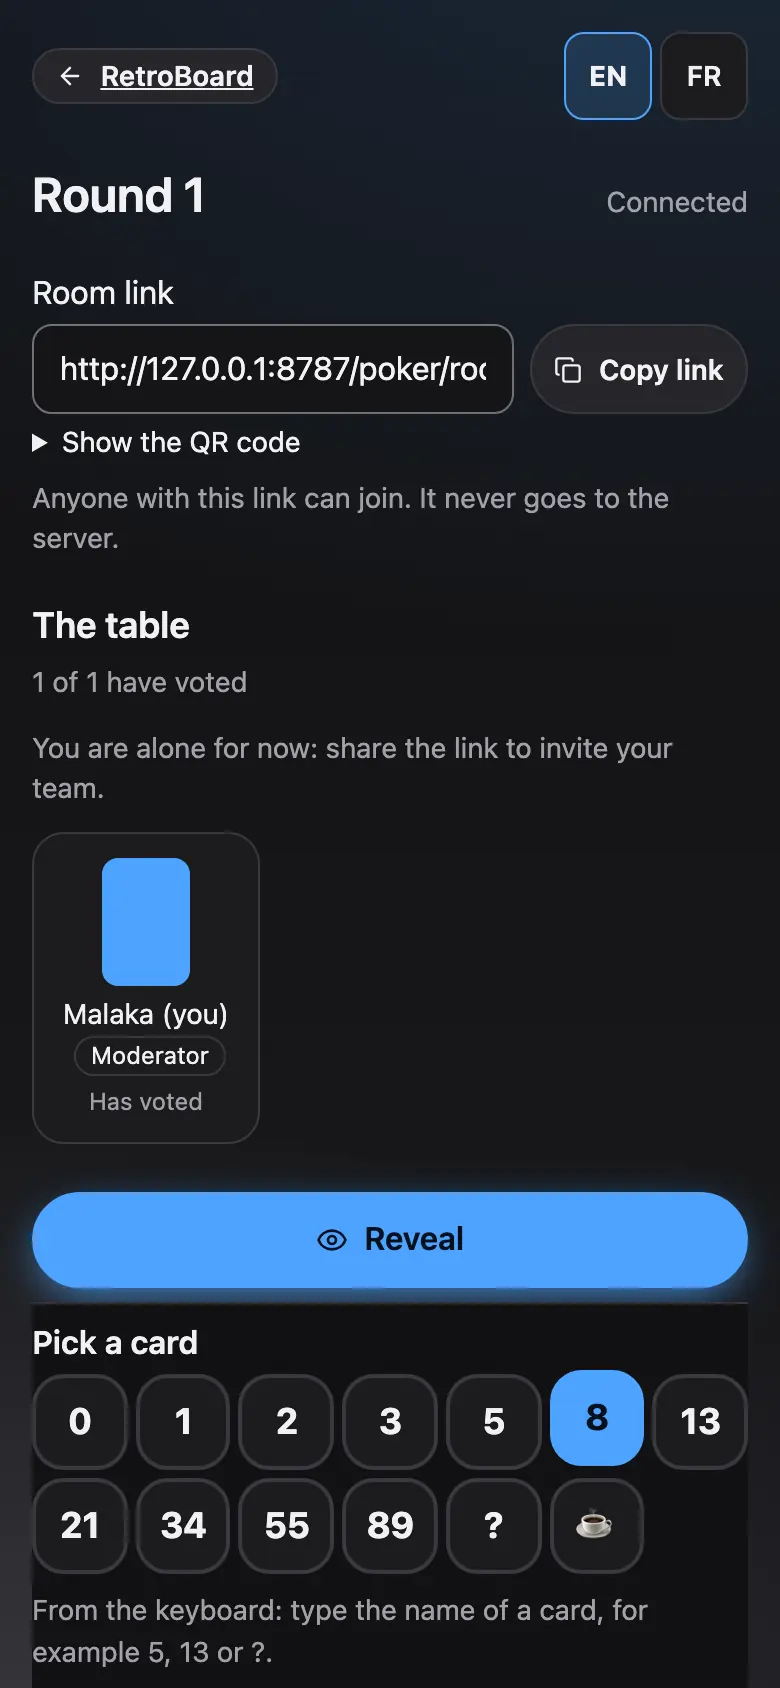 RetroBoard
EN
FR
Round 1
Connected
Room link
http://127.0.0.1:8787/poker/roo
Copy link
Show the QR code
Anyone with this link can join. It never goes to the
server.
The table
1 of 1 have voted
You are alone for now: share the link to invite your
team.
Malaka (you)
Moderator
Has voted
Reveal
Pick a card
0 1 2 3 5 8 13
21 34 55 89 ?
From the keyboard: type the name of a card, for
example 5, 13 or ?.